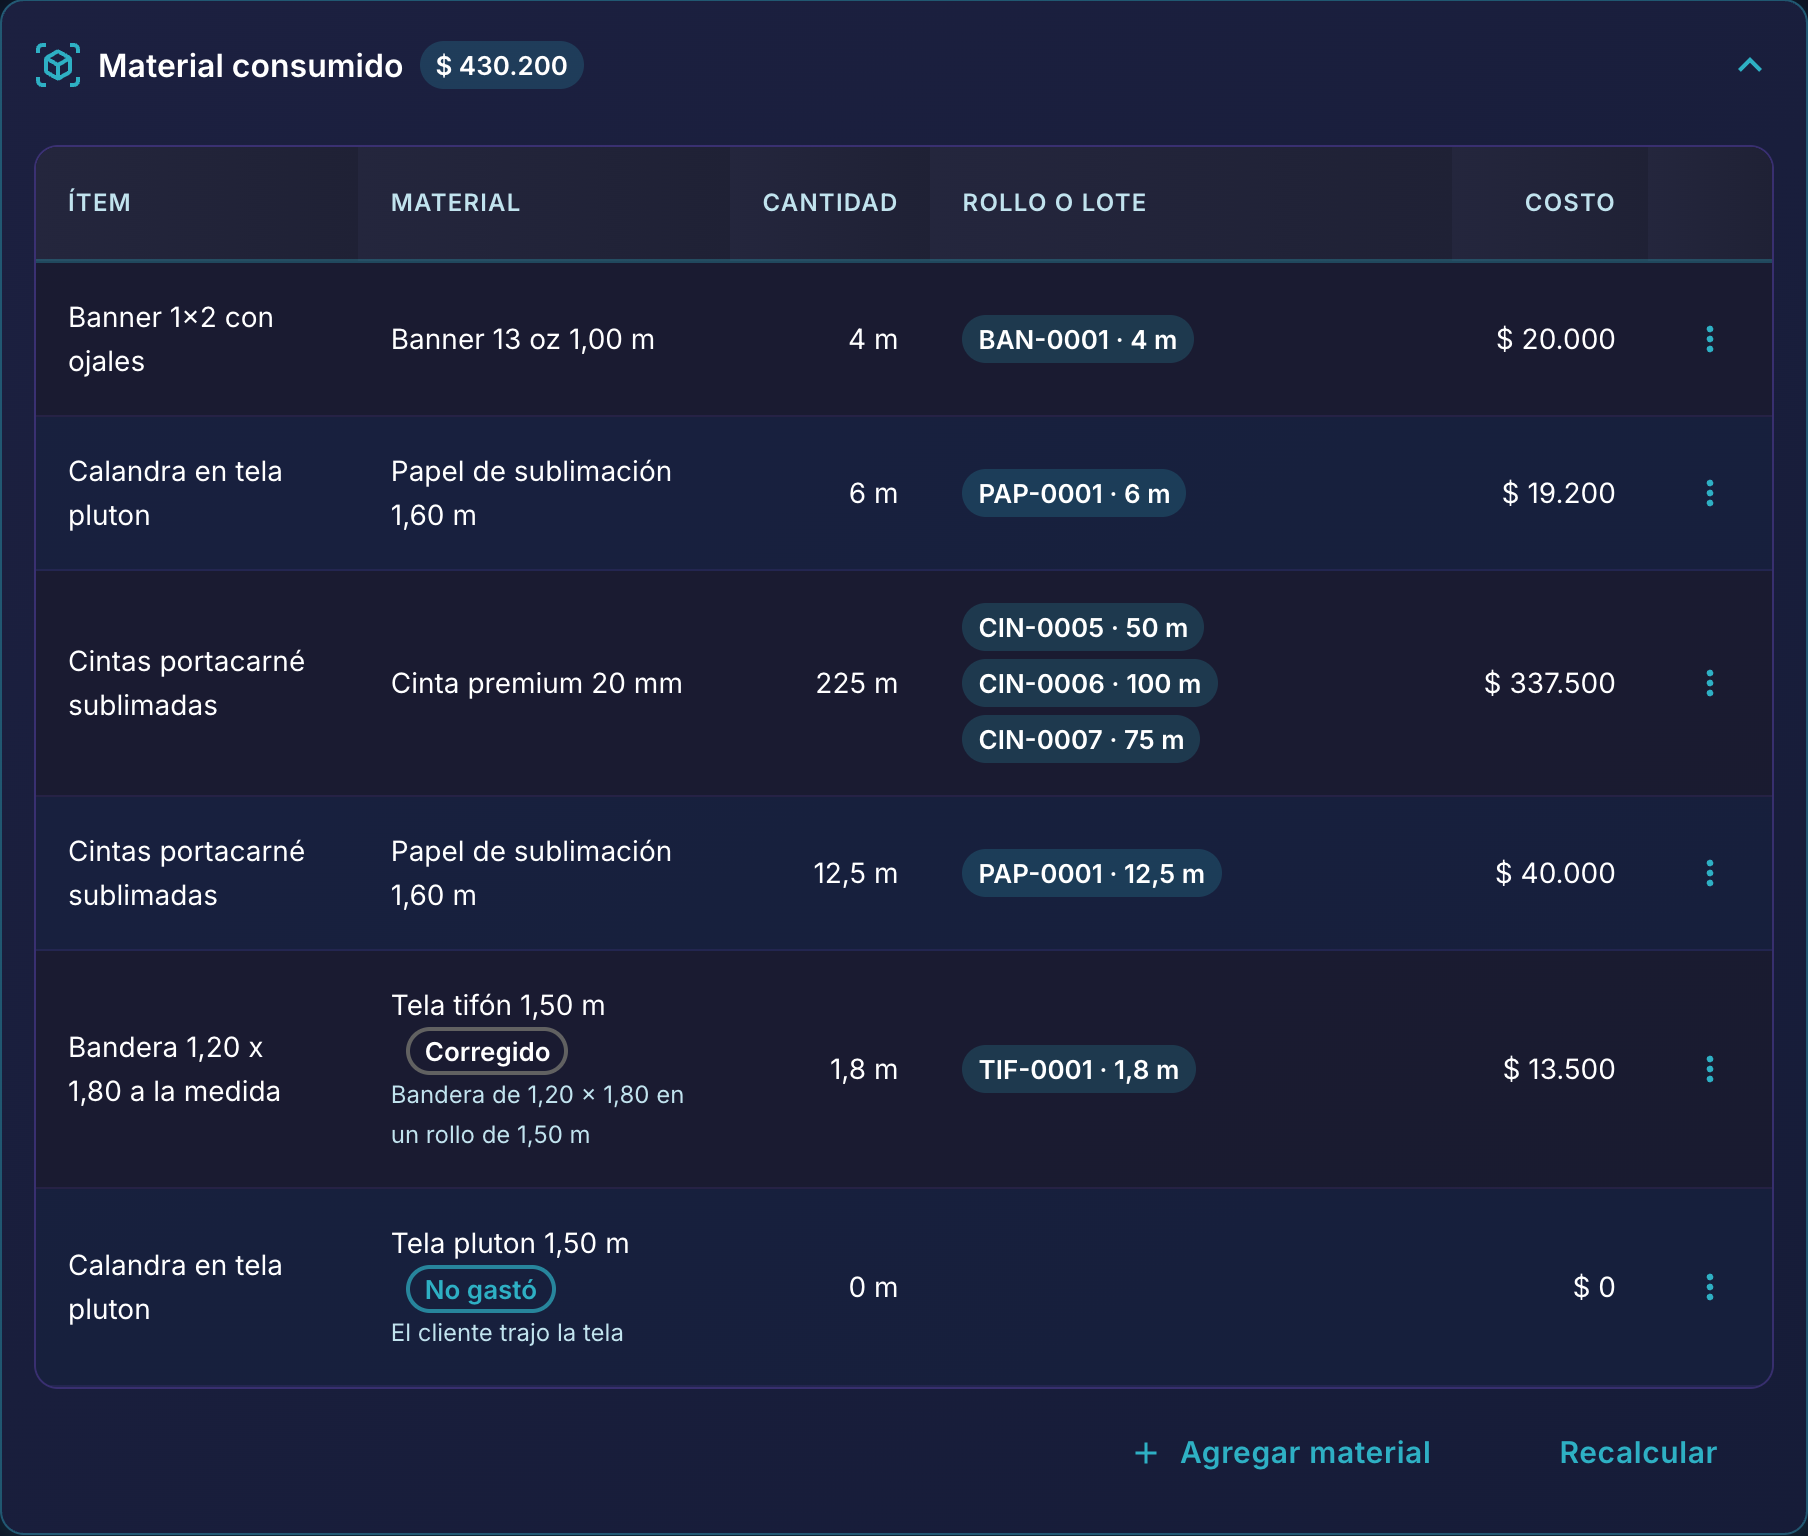 Material consumido $ 430.200
ÍTEM MATERIAL CANTIDAD ROLLO O LOTE COSTO
Banner 1×2 con
ojales
Banner 13 oz 1,00 m
4 m
BAN-0001 · 4 m
$ 20.000
Calandra en tela
pluton
Papel de sublimación
1,60 m
6 m
PAP-0001 · 6 m
$ 19.200
Cintas portacarné
sublimadas
Cinta premium 20 mm
225 m
CIN-0005 · 50 m
CIN-0006 · 100 m
CIN-0007 · 75 m
$ 337.500
Cintas portacarné
sublimadas
Papel de sublimación
1,60 m
12,5 m
PAP-0001 · 12,5 m
$ 40.000
Bandera 1,20 x
1,80 a la medida
Tela tifón 1,50 m
Corregido
Bandera de 1,20 × 1,80 en
un rollo de 1,50 m
1,8 m
TIF-0001 · 1,8 m
$ 13.500
Calandra en tela
pluton
Tela pluton 1,50 m
No gastó
El cliente trajo la tela
0 m
$ 0
+ Agregar material
Recalcular